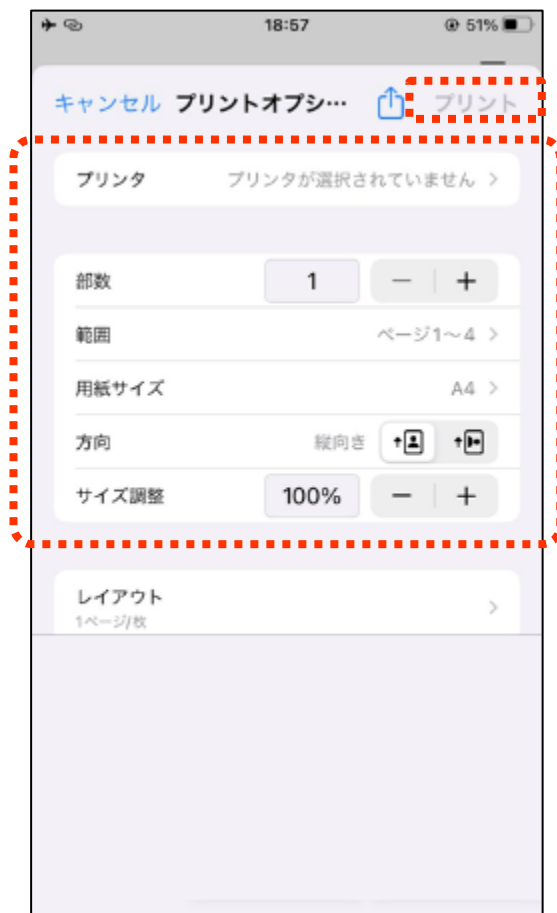 18:57 51%
キャンセル プリントオプシ… プリント
プリンタ プリンタが選択されていません
部数 1
範囲 ページ1〜4
用紙サイズ A4
方向 縦向き
サイズ調整 100%
レイアウト
1ページ/枚